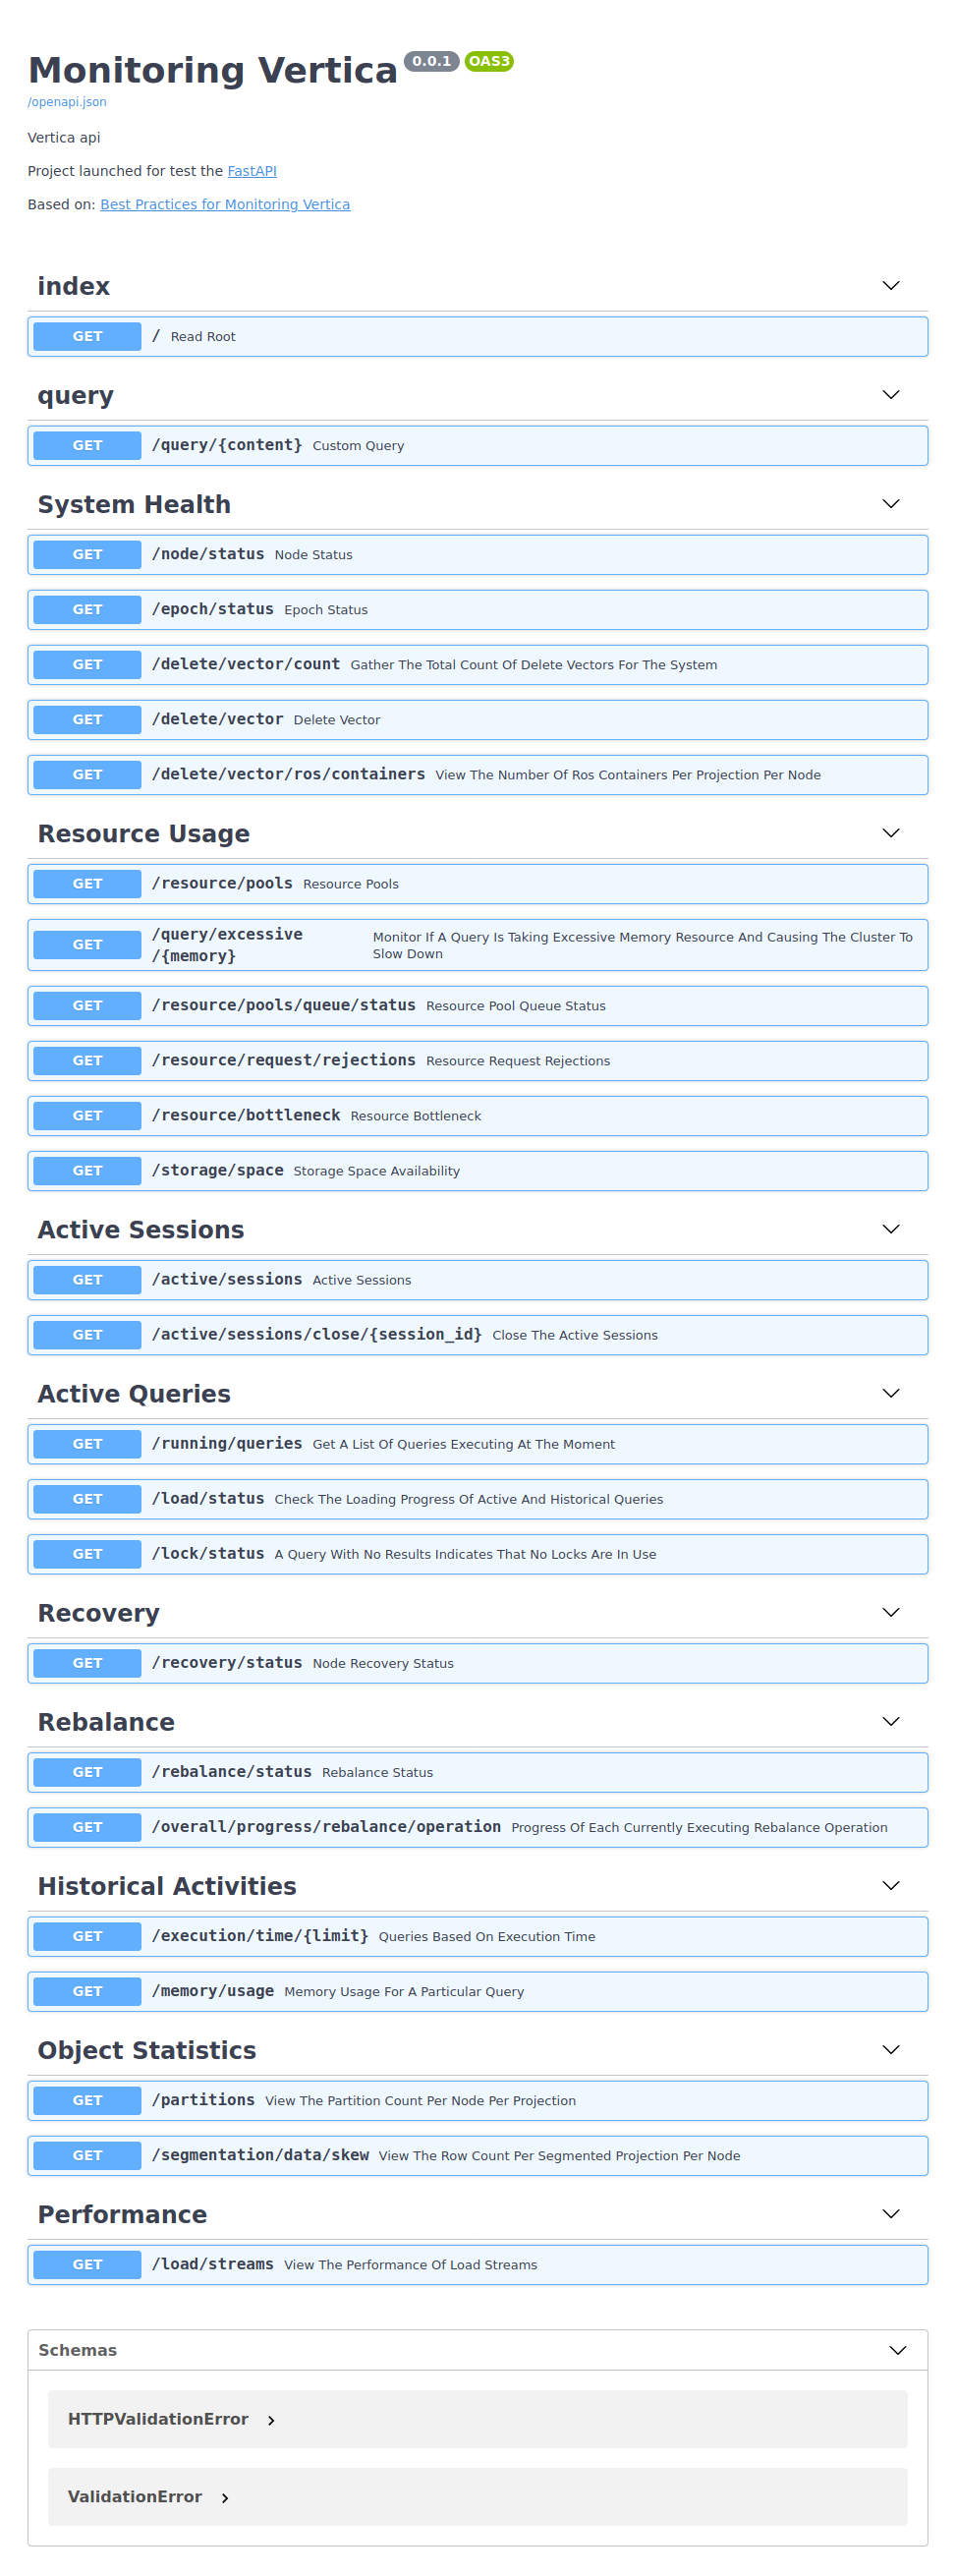 Monitoring Vertica 0.0.1 OAS3
/openapi.json
Vertica api
Project launched for test the FastAPI
Based on: Best Practices for Monitoring Vertica
index
GET / Read Root
query
GET /query/{content} Custom Query
System Health
GET /node/status Node Status
GET /epoch/status Epoch Status
GET /delete/vector/count Gather The Total Count Of Delete Vectors For The System
GET /delete/vector Delete Vector
GET /delete/vector/ros/containers View The Number Of Ros Containers Per Projection Per Node
Resource Usage
GET /resource/pools Resource Pools
GET /query/excessive
/{memory}
Monitor If A Query Is Taking Excessive Memory Resource And Causing The Cluster To
Slow Down
GET /resource/pools/queue/status Resource Pool Queue Status
GET /resource/request/rejections Resource Request Rejections
GET /resource/bottleneck Resource Bottleneck
GET /storage/space Storage Space Availability
Active Sessions
GET /active/sessions Active Sessions
GET /active/sessions/close/{session_id} Close The Active Sessions
Active Queries
GET /running/queries Get A List Of Queries Executing At The Moment
GET /load/status Check The Loading Progress Of Active And Historical Queries
GET /lock/status A Query With No Results Indicates That No Locks Are In Use
Recovery
GET /recovery/status Node Recovery Status
Rebalance
GET /rebalance/status Rebalance Status
GET /overall/progress/rebalance/operation Progress Of Each Currently Executing Rebalance Operation
Historical Activities
GET /execution/time/{limit} Queries Based On Execution Time
GET /memory/usage Memory Usage For A Particular Query
Object Statistics
GET /partitions View The Partition Count Per Node Per Projection
GET /segmentation/data/skew View The Row Count Per Segmented Projection Per Node
Performance
GET /load/streams View The Performance Of Load Streams
Schemas
HTTPValidationError
ValidationError